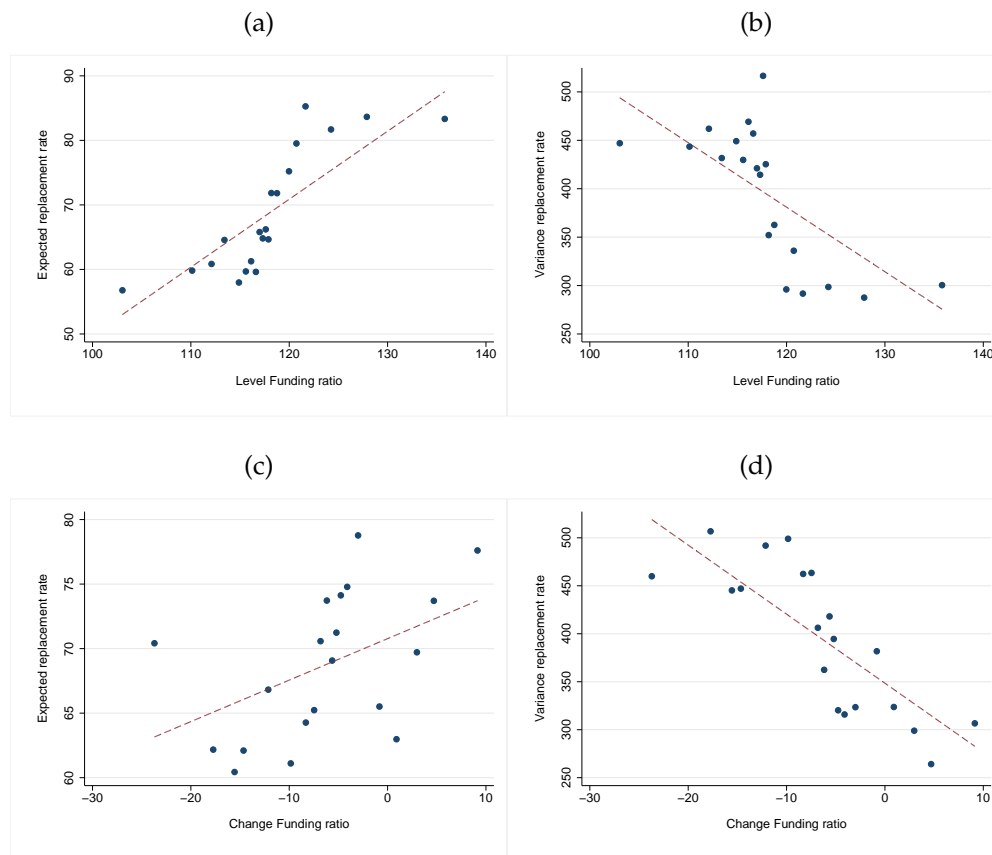 (a)
90
80
70
60
50
Expected replacement rate
100 110 120 130 140
Level Funding ratio
(b)
500
450
400
350
300
250
Variance replacement rate
100 110 120 130 140
Level Funding ratio
(c)
80
75
70
65
60
Expected replacement rate
−30 −20 −10 0 10
Change Funding ratio
(d)
500
450
400
350
300
250
Variance replacement rate
−30 −20 −10 0 10
Change Funding ratio